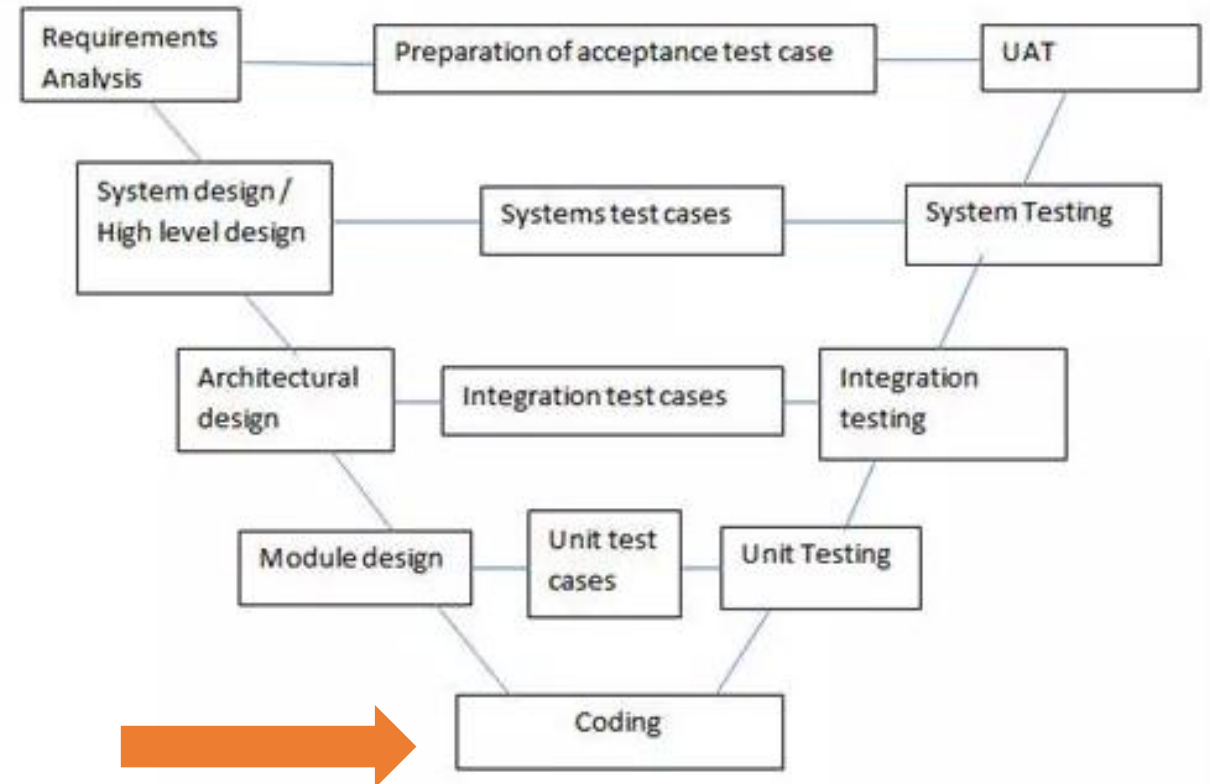 Requirements
Analysis
Preparation of acceptance test case
UAT
System design /
High level design
Systems test cases
System Testing
Architectural
design
Integration test cases
Integration
testing
Module design
Unit test
cases
Unit Testing
Coding